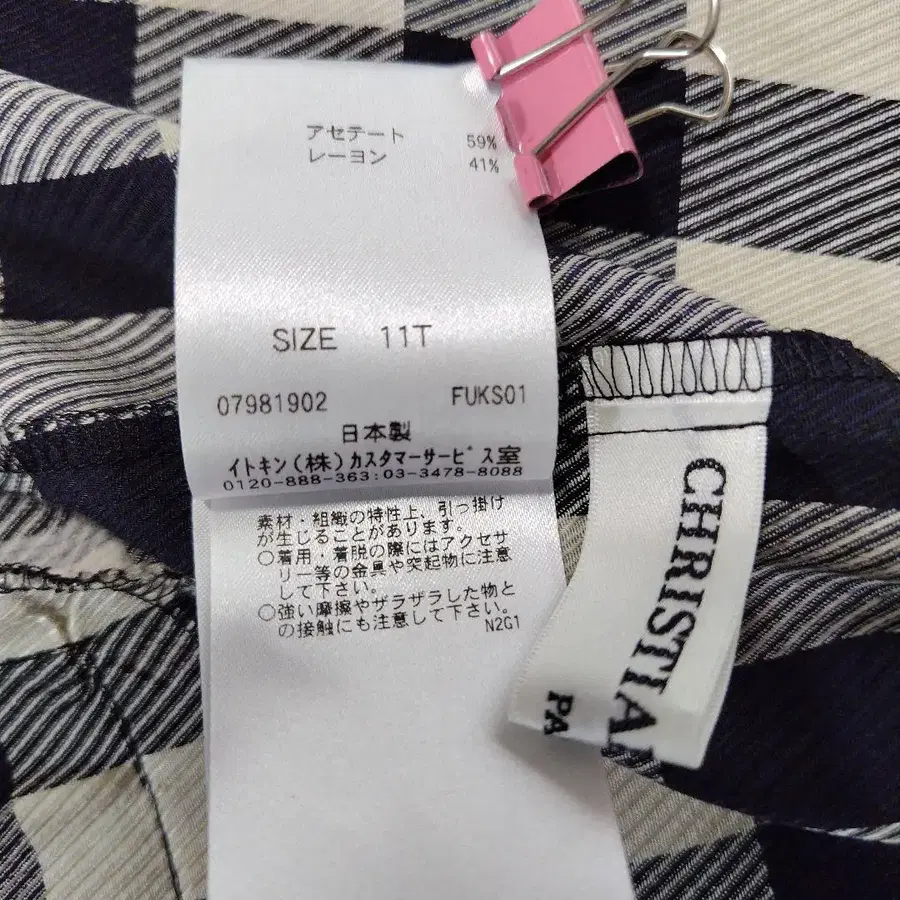 アセテート 59%
レーヨン 41%
SIZE 11T
07981902 FUKS01
日本製
イトキン(株)カスタマーサービス室
0120-888-363:03-3478-8088
素材・組織の特性上、引っ掛け
が生じることがあります。
○着用・着脱の際にはアクセサ
リー等の金具や突起物に注意
して下さい。
○強い摩擦やザラザラした物と
の接触にも注意して下さい。
N2G1
CHRISTIA
PA